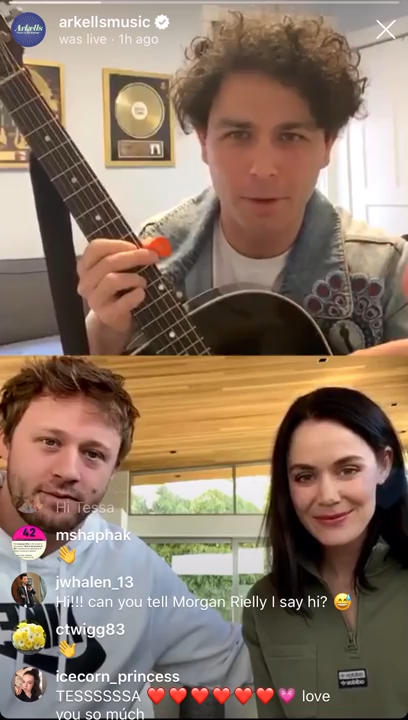 Arkells
arkellsmusic
was live · 1h ago
Hi Tessa
42
mshaphak
👋
jwhalen_13
Hi!!! can you tell Morgan Rielly I say hi? 😅
ctwigg83
👋
icecorn_princess
TESSSSSSA ❤️❤️❤️❤️❤️❤️💗 love
you so much